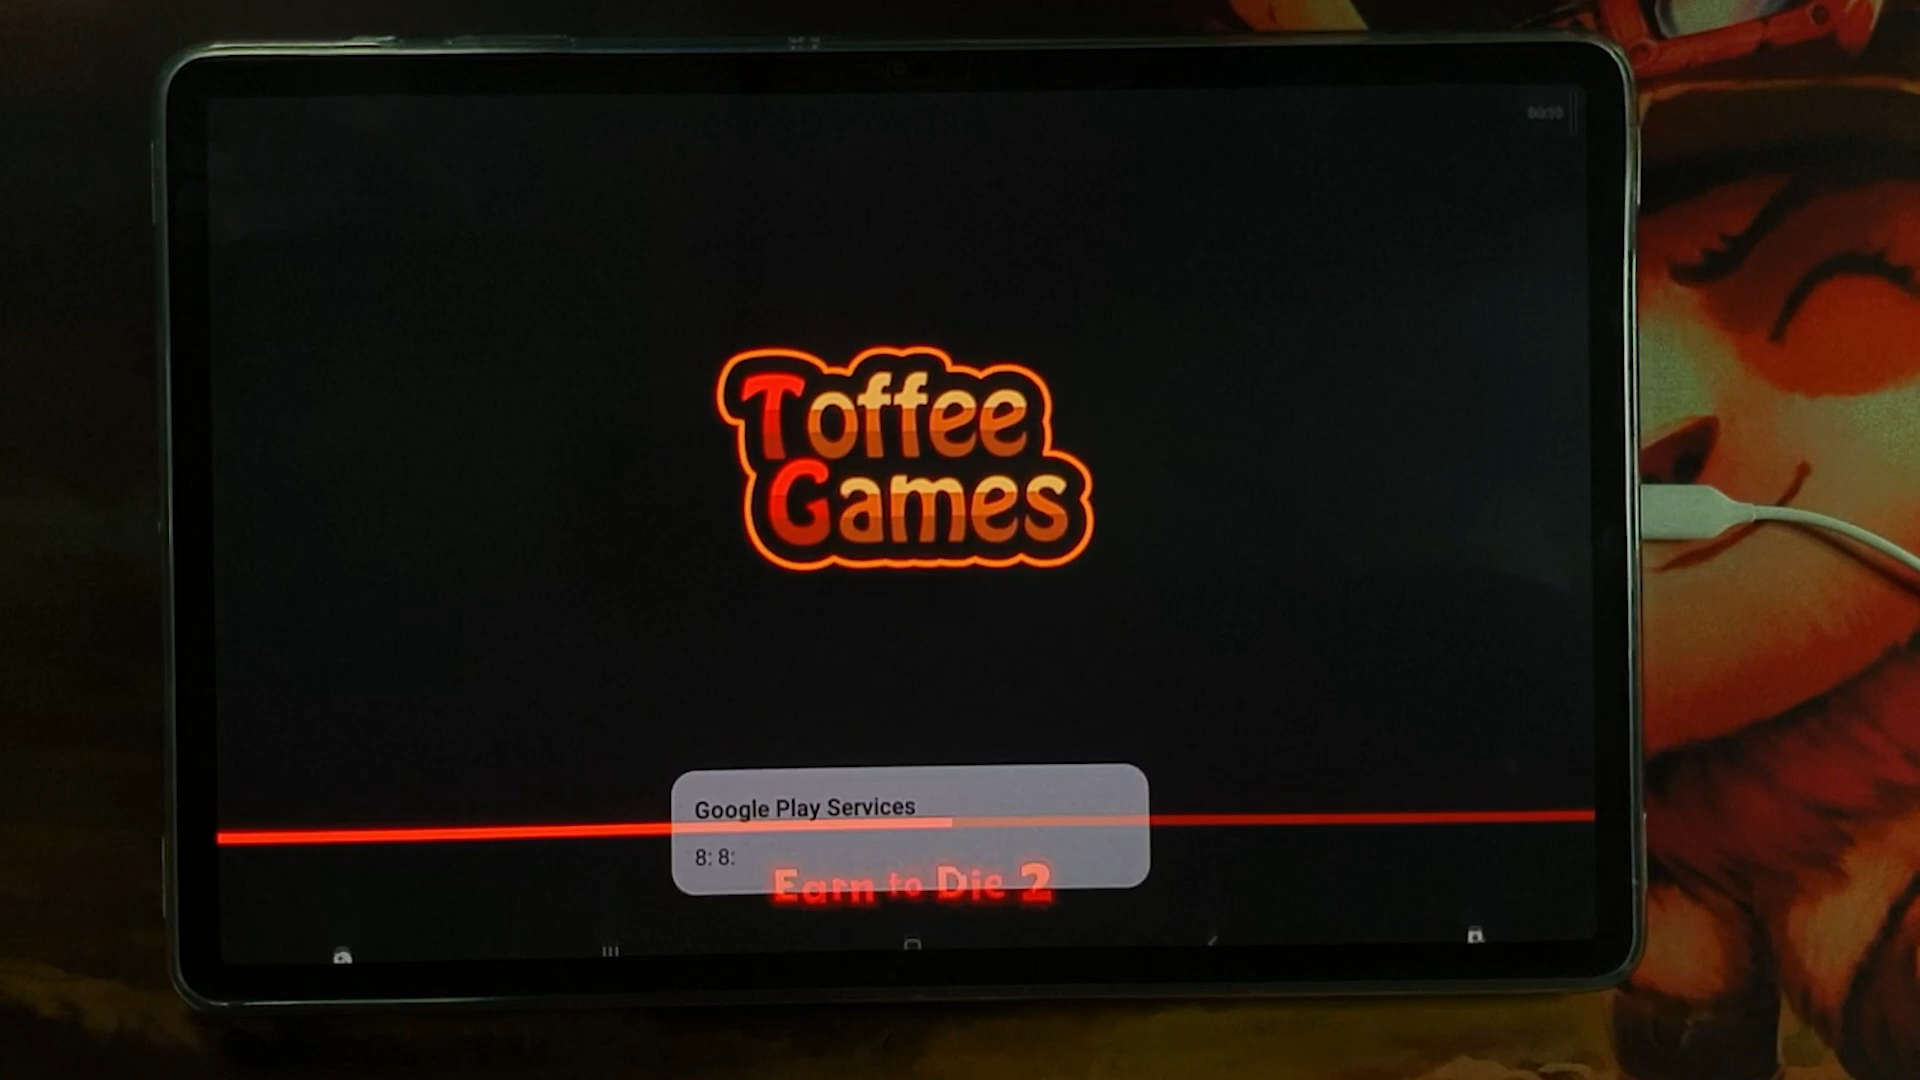 Toffee
Games
Google Play Services
8: 8:
Earn to Die 2